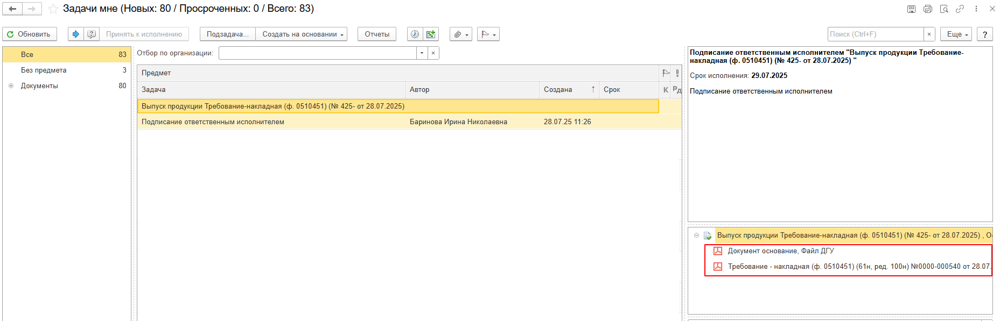 Задачи мне (Новых: 80 / Просроченных: 0 / Всего: 83)
Обновить
Принять к исполнению
Подзадача...
Создать на основании
Отчеты
Поиск (Ctrl+F)
×
Еще
?
Все 83
Без предмета 3
Документы 80
Отбор по организации:
Предмет
Задача Автор Создана ↑ Срок К Рд
Выпуск продукции Требование-накладная (ф. 0510451) (№ 425- от 28.07.2025)
Подписание ответственным исполнителем Баринова Ирина Николаевна 28.07.25 11:26
Подписание ответственным исполнителем "Выпуск продукции Требование-
накладная (ф. 0510451) (№ 425- от 28.07.2025) "
Срок исполнения: 29.07.2025
Подписание ответственным исполнителем
Выпуск продукции Требование-накладная (ф. 0510451) (№ 425- от 28.07.2025) , Ос
Документ основание, Файл ДГУ
Требование - накладная (ф. 0510451) (61н, ред. 100н) №0000-000540 от 28.07.